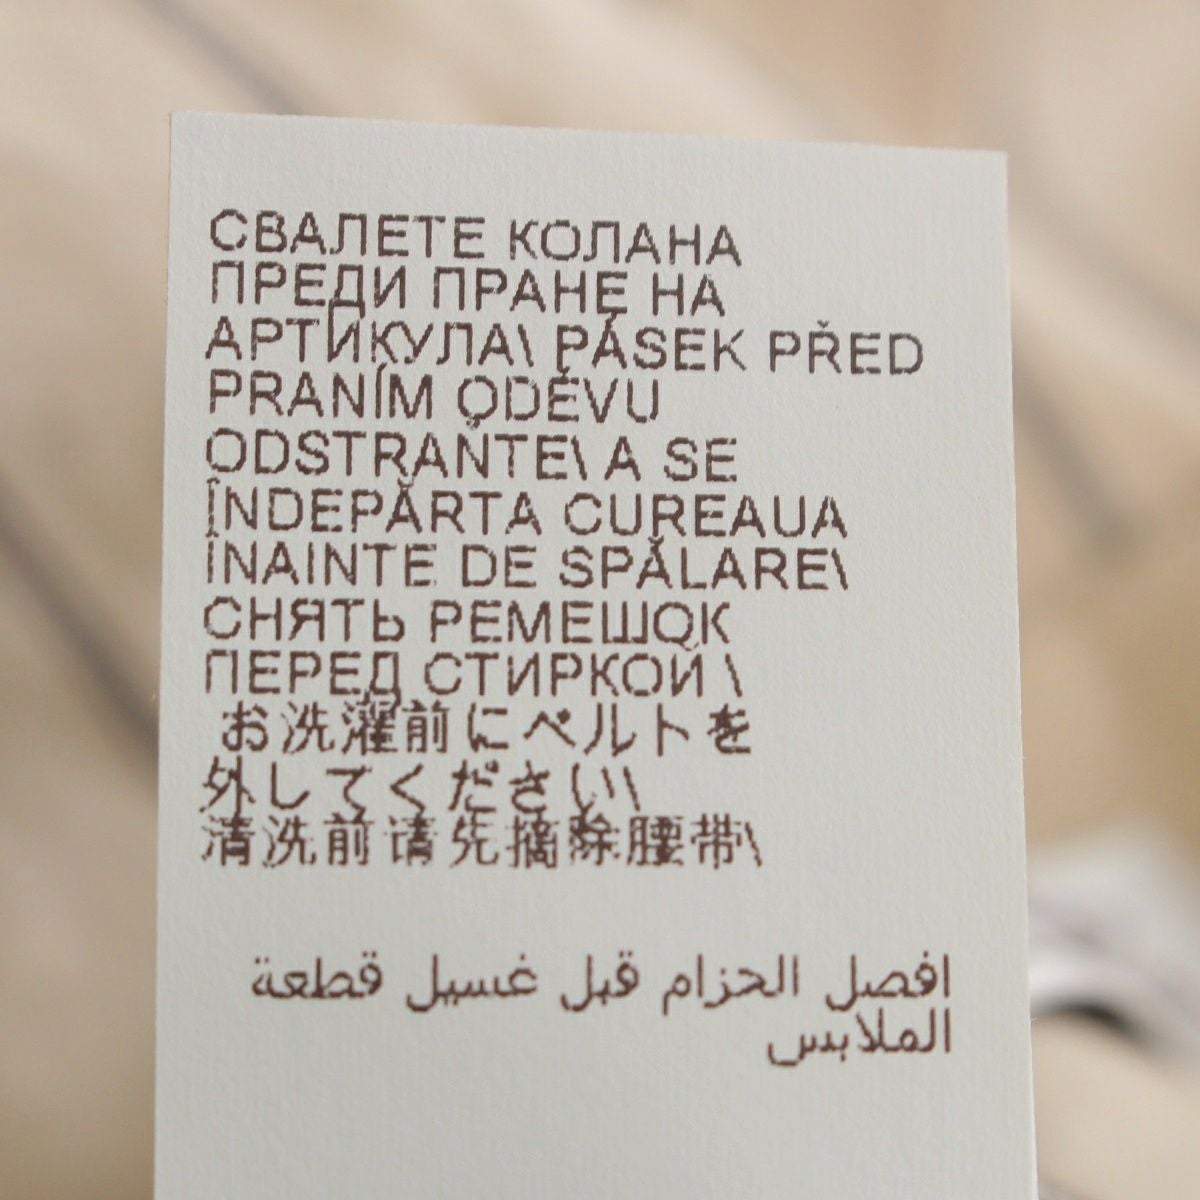 СВАЛЕТЕ КОЛАНА
ПРЕДИ ПРАНЕ НА
АРТИКУЛА\ PÁSEK PŘED
PRANÍM ODĚVU
ODSTRAŇTE\ A SE
ÎNDEPĂRTA CUREAUA
ÎNAINTE DE SPĂLARE\
СНЯТЬ РЕМЕШОК
ПЕРЕД СТИРКОЙ \
お洗濯前にベルトを
外してください\
清洗前请先摘除腰带\
افصل الحزام قبل غسيل قطعة
الملابس